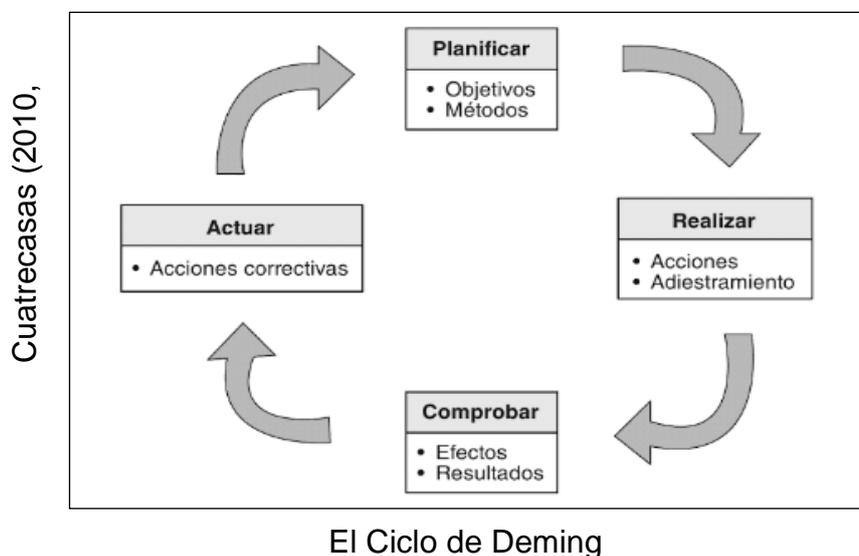 Cuatrecasas (2010,
Planificar
• Objetivos
• Métodos
Realizar
• Acciones
• Adiestramiento
Comprobar
• Efectos
• Resultados
Actuar
• Acciones correctivas
El Ciclo de Deming